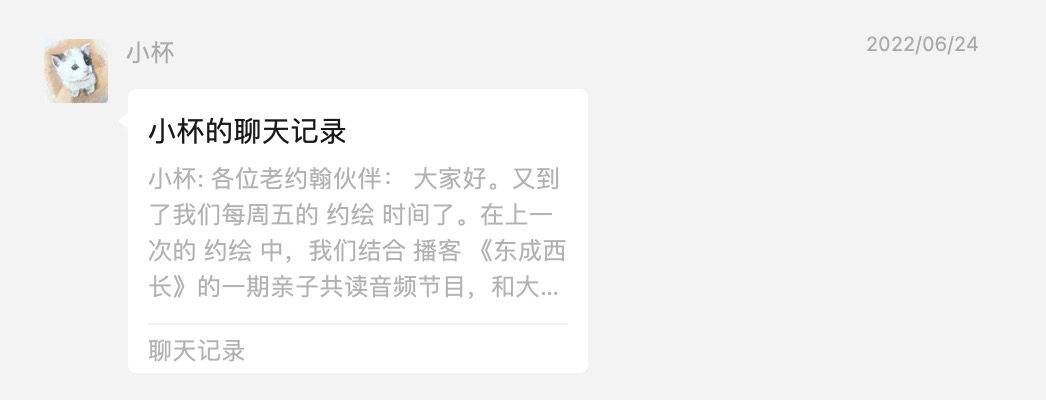 小杯
2022/06/24
小杯的聊天记录
小杯: 各位老约翰伙伴： 大家好。又到
了我们每周五的 约绘 时间了。在上一
次的 约绘 中，我们结合 播客 《东成西
长》的一期亲子共读音频节目，和大...
聊天记录